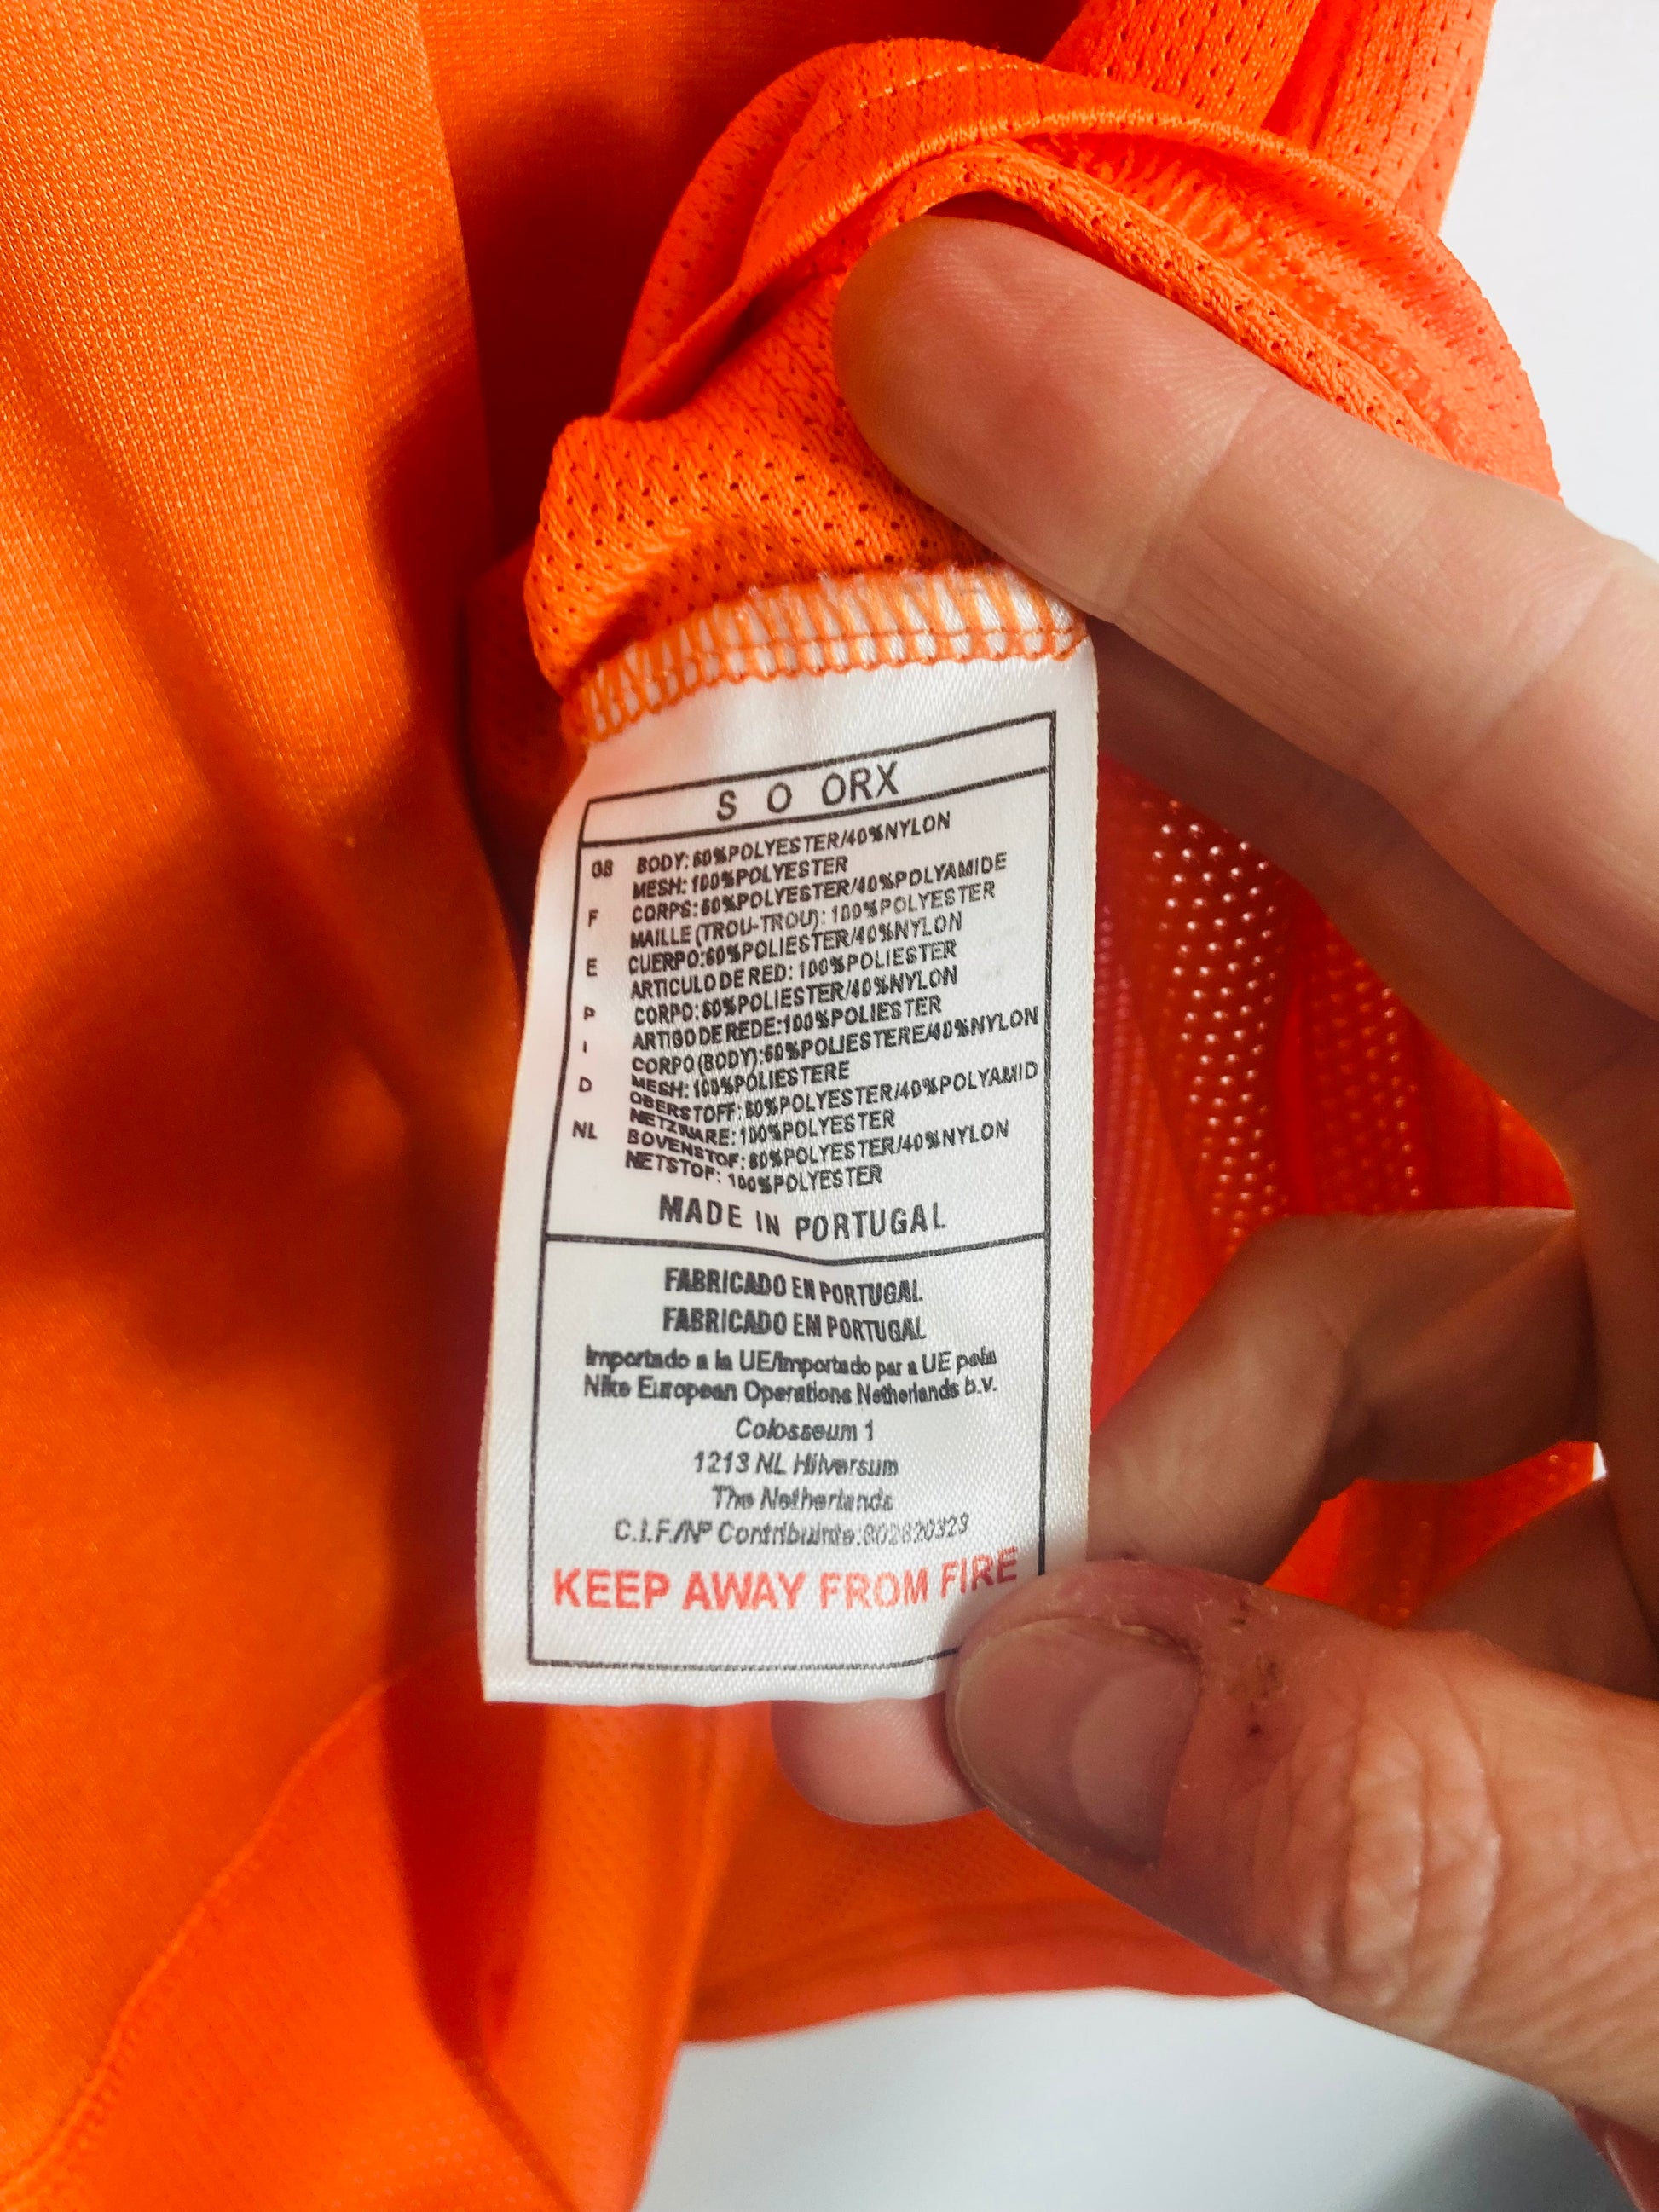 S O ORX
GB BODY: 60%POLYESTER/40%NYLON
MESH: 100%POLYESTER
F CORPS: 60%POLYESTER/40%POLYAMIDE
MAILLE (TROU-TROU): 100%POLYESTER
E CUERPO:60%POLIESTER/40%NYLON
ARTICULO DE RED: 100%POLIESTER
P CORPO: 60%POLIESTER/40%NYLON
ARTIGO DE REDE:100%POLIESTER
I CORPO (BODY):60%POLIESTERE/40%NYLON
MESH: 100%POLIESTERE
D OBERSTOFF: 60%POLYESTER/40%POLYAMID
NETZWARE: 100%POLYESTER
NL BOVENSTOF: 60%POLYESTER/40%NYLON
NETSTOF: 100%POLYESTER
MADE IN PORTUGAL
FABRICADO EN PORTUGAL
FABRICADO EM PORTUGAL
Importado a la UE/Importado par a UE pela
Nike European Operations Netherlands b.v.
Colosseum 1
1213 NL Hilversum
The Netherlands
C.I.F./Nº Contribuinte:802820323
KEEP AWAY FROM FIRE